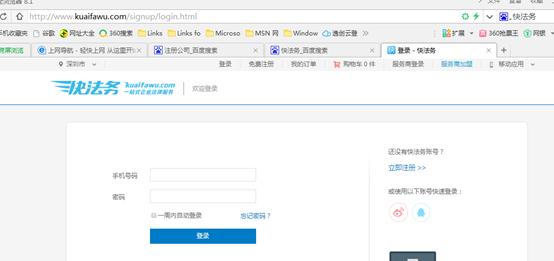 览器 8.1
http://www.kuaifawu.com/signup/login.html
快法务
手机收藏夹 谷歌 网址大全 360搜索 Links Links fo Microso MSN 网 Window 逸创云登 扩展 360抢票王 网银
竞屏浏览 上网导航 - 轻快上网 从这里开始 注册公司_百度搜索 快法务_百度搜索 登录 - 快法务
深圳市 登录 免费注册 我的订单 购物车 0 件 服务商登录 服务商加盟 移动应用
快法务 kuaifawu.com 一站式企业法律服务 欢迎登录
还没有快法务账号？
立即注册 >>
手机号码
密码
或使用以下账号快速登录：
一周内自动登录 忘记密码？
登录